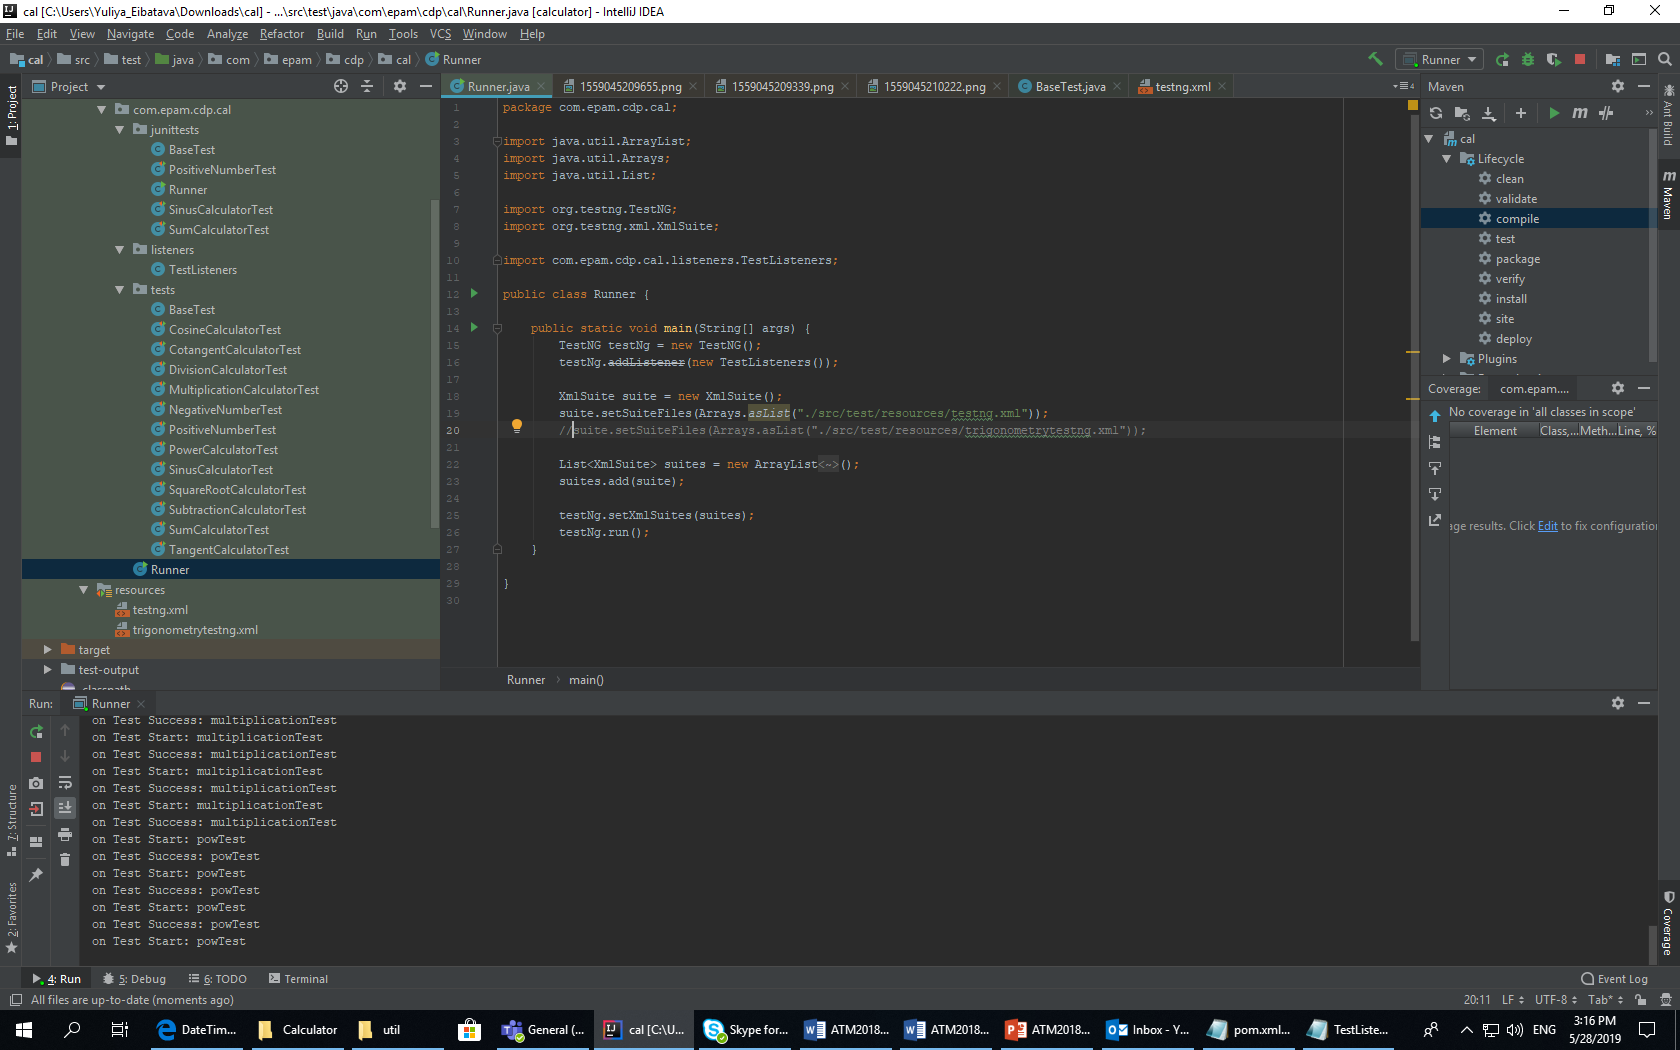 cal [C:\Users\Yuliya_Eibatava\Downloads\cal] - ...\src\test\java\com\epam\cdp\cal\Runner.java [calculator] - IntelliJ IDEA
File Edit View Navigate Code Analyze Refactor Build Run Tools VCS Window Help
cal src test java com epam cdp cal Runner
Runner
1: Project
7: Structure
2: Favorites
Project
com.epam.cdp.cal
junittests
BaseTest
PositiveNumberTest
Runner
SinusCalculatorTest
SumCalculatorTest
listeners
TestListeners
tests
BaseTest
CosineCalculatorTest
CotangentCalculatorTest
DivisionCalculatorTest
MultiplicationCalculatorTest
NegativeNumberTest
PositiveNumberTest
PowerCalculatorTest
SinusCalculatorTest
SquareRootCalculatorTest
SubtractionCalculatorTest
SumCalculatorTest
TangentCalculatorTest
Runner
resources
testng.xml
trigonometrytestng.xml
target
test-output
.classpath
Runner.java 1559045209655.png 1559045209339.png 1559045210222.png BaseTest.java testng.xml
1 package com.epam.cdp.cal;
2
3 import java.util.ArrayList;
4 import java.util.Arrays;
5 import java.util.List;
6
7 import org.testng.TestNG;
8 import org.testng.xml.XmlSuite;
9
10 import com.epam.cdp.cal.listeners.TestListeners;
11
12 public class Runner {
13
14 public static void main(String[] args) {
15 TestNG testNg = new TestNG();
16 testNg.addListener(new TestListeners());
17
18 XmlSuite suite = new XmlSuite();
19 suite.setSuiteFiles(Arrays.asList("./src/test/resources/testng.xml"));
20 //suite.setSuiteFiles(Arrays.asList("./src/test/resources/trigonometrytestng.xml"));
21
22 List<XmlSuite> suites = new ArrayList<~>();
23 suites.add(suite);
24
25 testNg.setXmlSuites(suites);
26 testNg.run();
27 }
28
29 }
30
Runner main()
4
Maven
cal
Lifecycle
clean
validate
compile
test
package
verify
install
site
deploy
Plugins
Coverage: com.epam....
No coverage in 'all classes in scope'
Element Class,... Meth... Line, %
age results. Click Edit to fix configuration
Ant Build
Maven
Coverage
Run: Runner
on Test Success: multiplicationTest
on Test Start: multiplicationTest
on Test Success: multiplicationTest
on Test Start: multiplicationTest
on Test Success: multiplicationTest
on Test Start: multiplicationTest
on Test Success: multiplicationTest
on Test Start: powTest
on Test Success: powTest
on Test Start: powTest
on Test Success: powTest
on Test Start: powTest
on Test Success: powTest
on Test Start: powTest
4: Run 5: Debug 6: TODO Terminal Event Log
All files are up-to-date (moments ago) 20:11 LF UTF-8 Tab*
DateTim... Calculator util General (... cal [C:\U... Skype for... ATM2018... ATM2018... ATM2018... Inbox - Y... pom.xml... TestListe... ENG 3:16 PM
5/28/2019